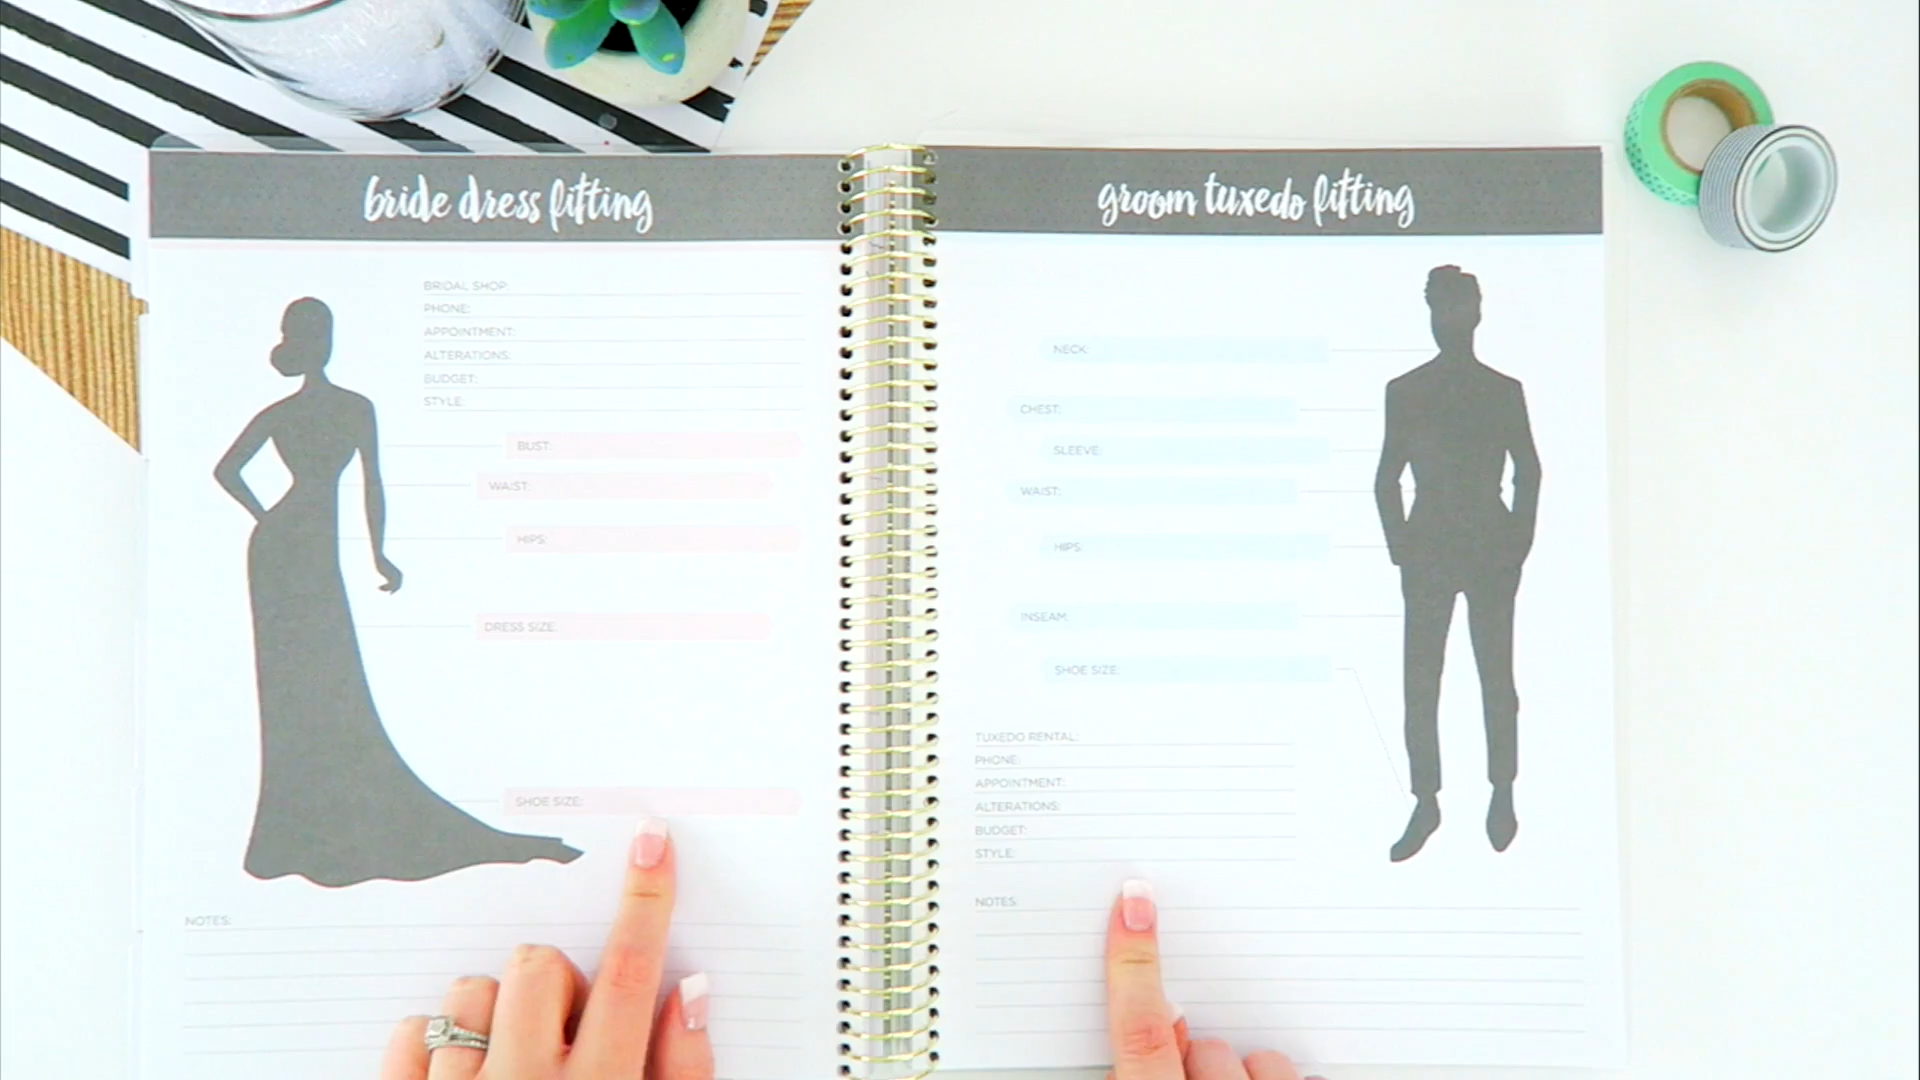 bride dress fitting
BRIDAL SHOP:
PHONE:
APPOINTMENT:
ALTERATIONS:
BUDGET:
STYLE:
BUST:
WAIST:
HIPS:
DRESS SIZE:
SHOE SIZE:
NOTES:
groom tuxedo fitting
NECK:
CHEST:
SLEEVE:
WAIST:
HIPS:
INSEAM:
SHOE SIZE:
TUXEDO RENTAL:
PHONE:
APPOINTMENT:
ALTERATIONS:
BUDGET:
STYLE:
NOTES: